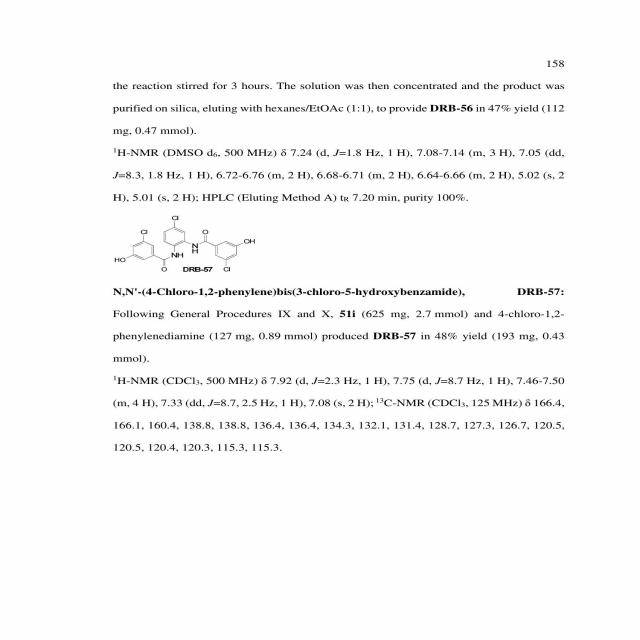 158
the reaction stirred for 3 hours. The solution was then concentrated and the product was
purified on silica, eluting with hexanes/EtOAc (1:1), to provide DRB-56 in 47% yield (112
mg, 0.47 mmol).
¹H-NMR (DMSO d₆, 500 MHz) δ 7.24 (d, J=1.8 Hz, 1 H), 7.08-7.14 (m, 3 H), 7.05 (dd,
J=8.3, 1.8 Hz, 1 H), 6.72-6.76 (m, 2 H), 6.68-6.71 (m, 2 H), 6.64-6.66 (m, 2 H), 5.02 (s, 2
H), 5.01 (s, 2 H); HPLC (Eluting Method A) tR 7.20 min, purity 100%.
Cl
Cl
O
OH
N
H
HO
NH
O
DRB-57
Cl
N,N'-(4-Chloro-1,2-phenylene)bis(3-chloro-5-hydroxybenzamide), DRB-57:
Following General Procedures IX and X, 51i (625 mg, 2.7 mmol) and 4-chloro-1,2-
phenylenediamine (127 mg, 0.89 mmol) produced DRB-57 in 48% yield (193 mg, 0.43
mmol).
¹H-NMR (CDCl₃, 500 MHz) δ 7.92 (d, J=2.3 Hz, 1 H), 7.75 (d, J=8.7 Hz, 1 H), 7.46-7.50
(m, 4 H), 7.33 (dd, J=8.7, 2.5 Hz, 1 H), 7.08 (s, 2 H); ¹³C-NMR (CDCl₃, 125 MHz) δ 166.4,
166.1, 160.4, 138.8, 138.8, 136.4, 136.4, 134.3, 132.1, 131.4, 128.7, 127.3, 126.7, 120.5,
120.5, 120.4, 120.3, 115.3, 115.3.